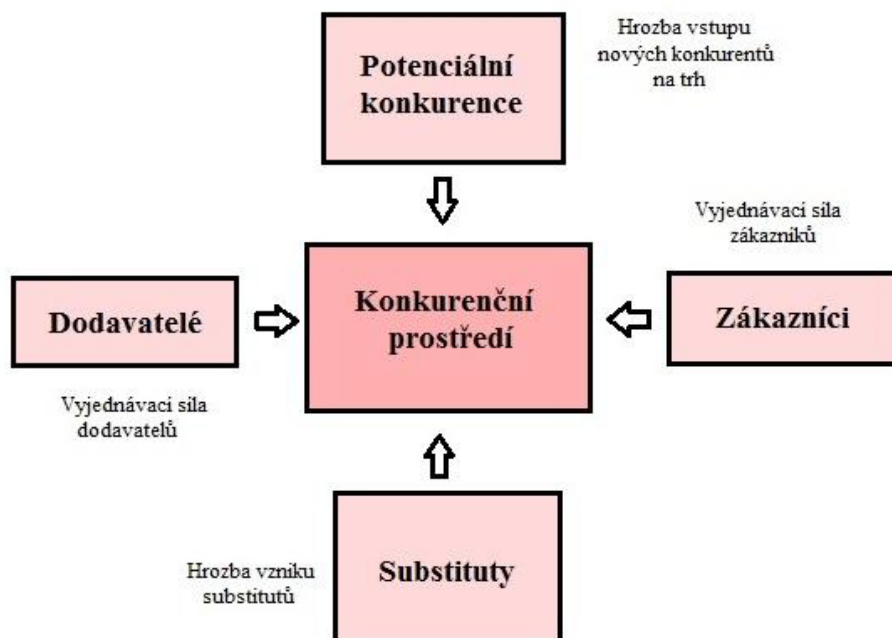 Potenciální
konkurence
Hrozba vstupu
nových konkurentů
na trh
Vyjednávací síla
zákazníků
Dodavatelé
Konkurenční
prostředí
Zákazníci
Vyjednávací síla
dodavatelů
Hrozba vzniku
substitutů
Substituty